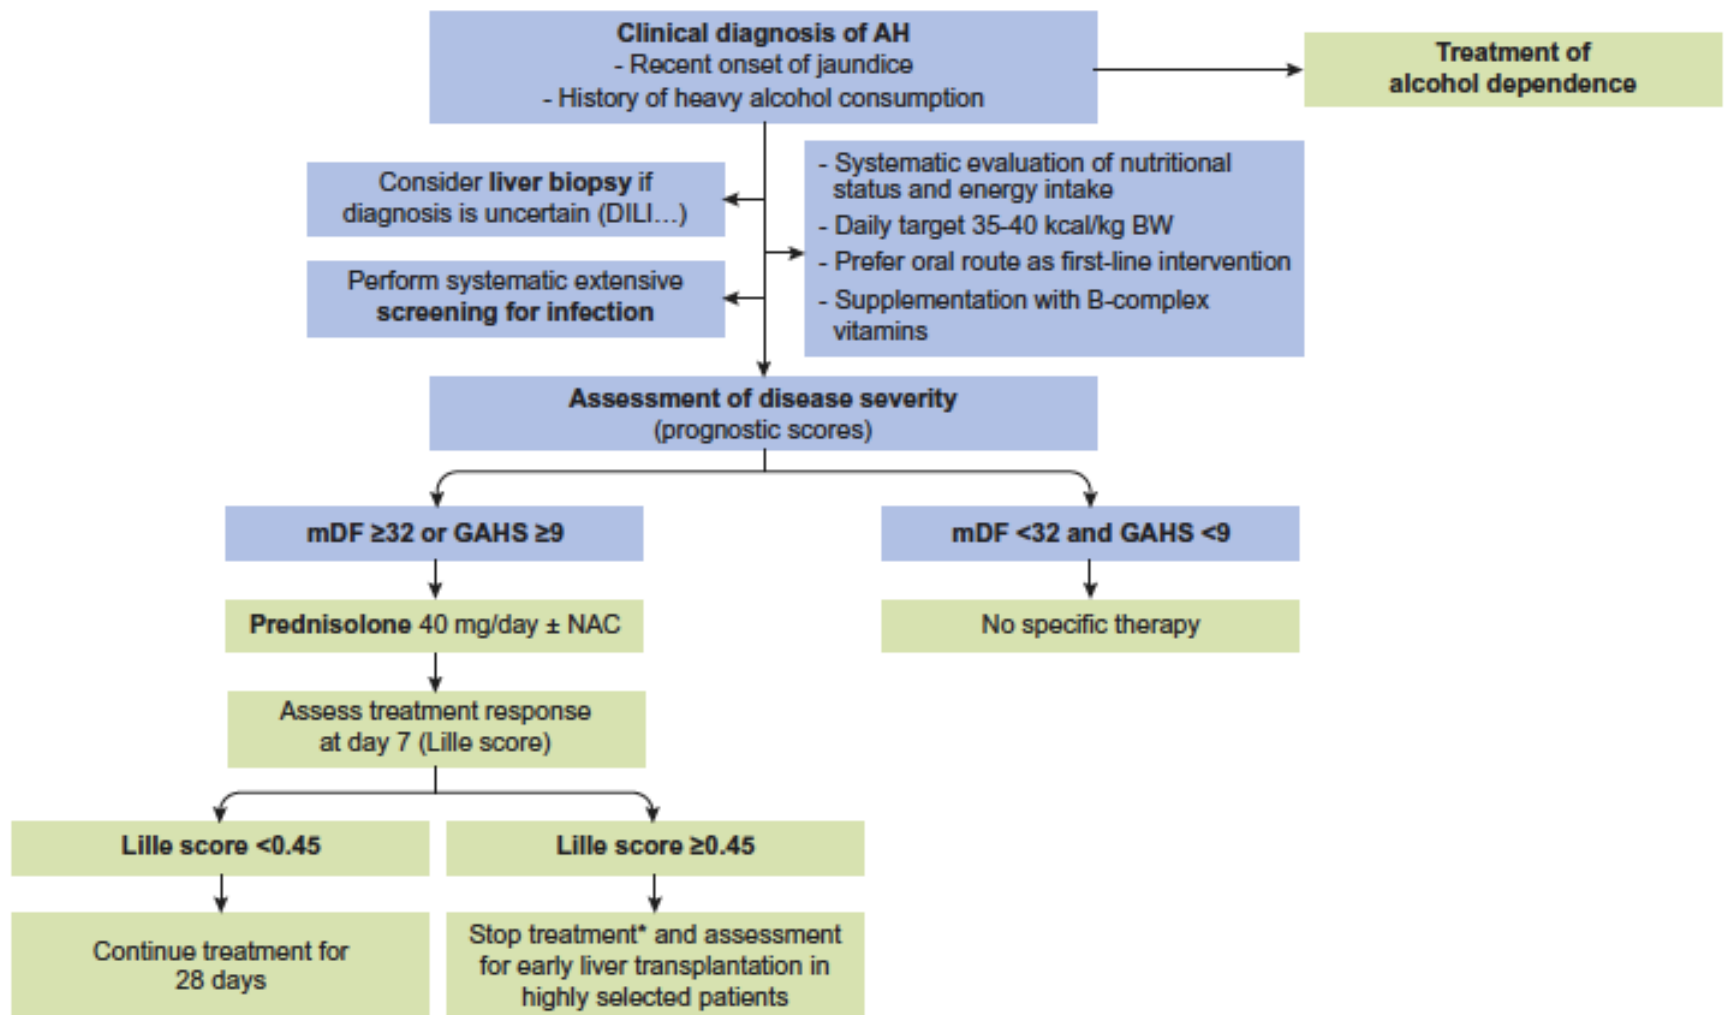 Clinical diagnosis of AH
- Recent onset of jaundice
- History of heavy alcohol consumption
Treatment of
alcohol dependence
Consider liver biopsy if
diagnosis is uncertain (DILI...)
Perform systematic extensive
screening for infection
- Systematic evaluation of nutritional
status and energy intake
- Daily target 35-40 kcal/kg BW
- Prefer oral route as first-line intervention
- Supplementation with B-complex
vitamins
Assessment of disease severity
(prognostic scores)
mDF ≥32 or GAHS ≥9
mDF <32 and GAHS <9
Prednisolone 40 mg/day ± NAC
No specific therapy
Assess treatment response
at day 7 (Lille score)
Lille score <0.45
Lille score ≥0.45
Continue treatment for
28 days
Stop treatment* and assessment
for early liver transplantation in
highly selected patients